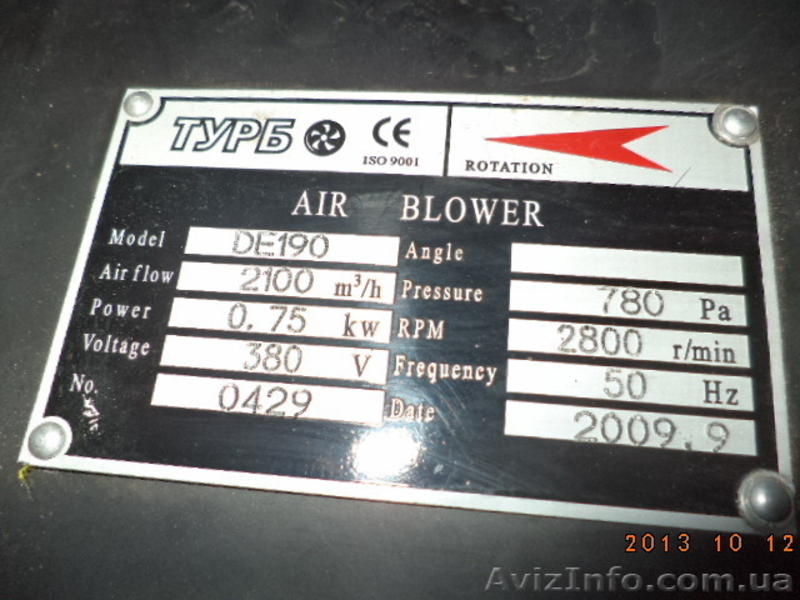 ТУРБ CE
ISO 9001
ROTATION
AIR BLOWER
Model DE190
Air flow 2100 m³/h
Power 0.75 kw
Voltage 380 V
No. 0429
Angle
Pressure 780 Pa
RPM 2800 r/min
Frequency 50 Hz
Date 2009.9
2013 10 12
AvizInfo.com.ua